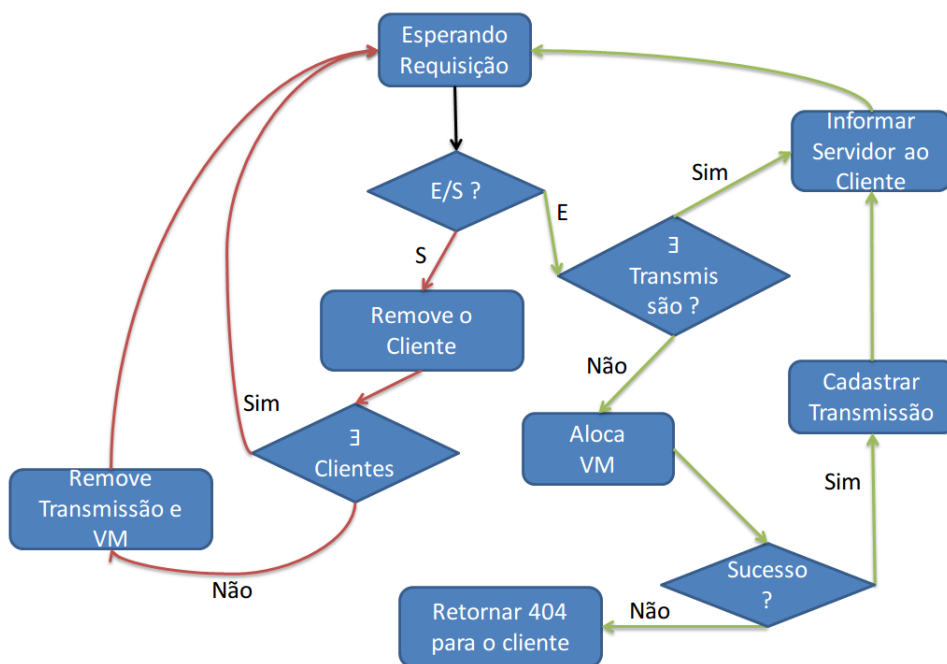 Esperando
Requisição
E/S ?
E
S
Sim
Informar
Servidor ao
Cliente
∃
Transmis
são ?
Remove o
Cliente
Não
Cadastrar
Transmissão
Sim
∃
Clientes
Aloca
VM
Remove
Transmissão e
VM
Sim
Não
Sucesso
?
Não
Retornar 404
para o cliente